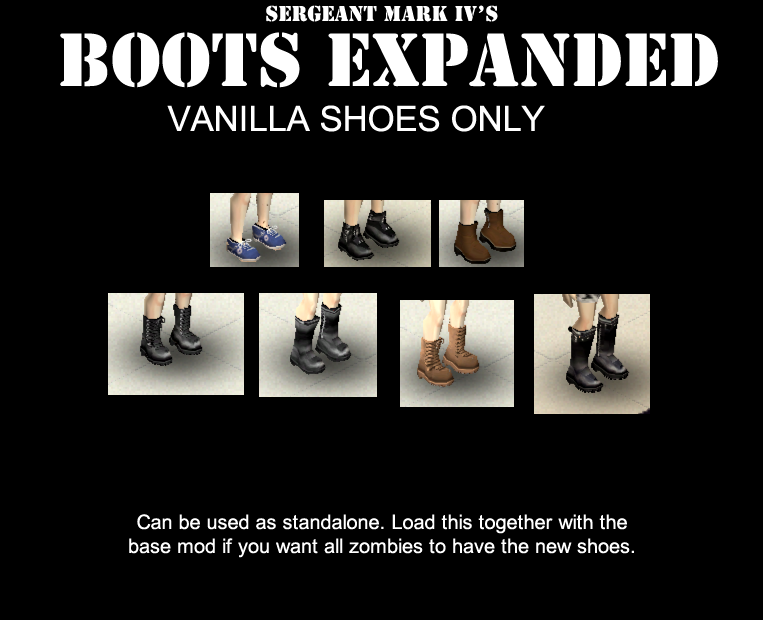 SERGEANT MARK IV'S
BOOTS EXPANDED
VANILLA SHOES ONLY
Can be used as standalone. Load this together with the
base mod if you want all zombies to have the new shoes.